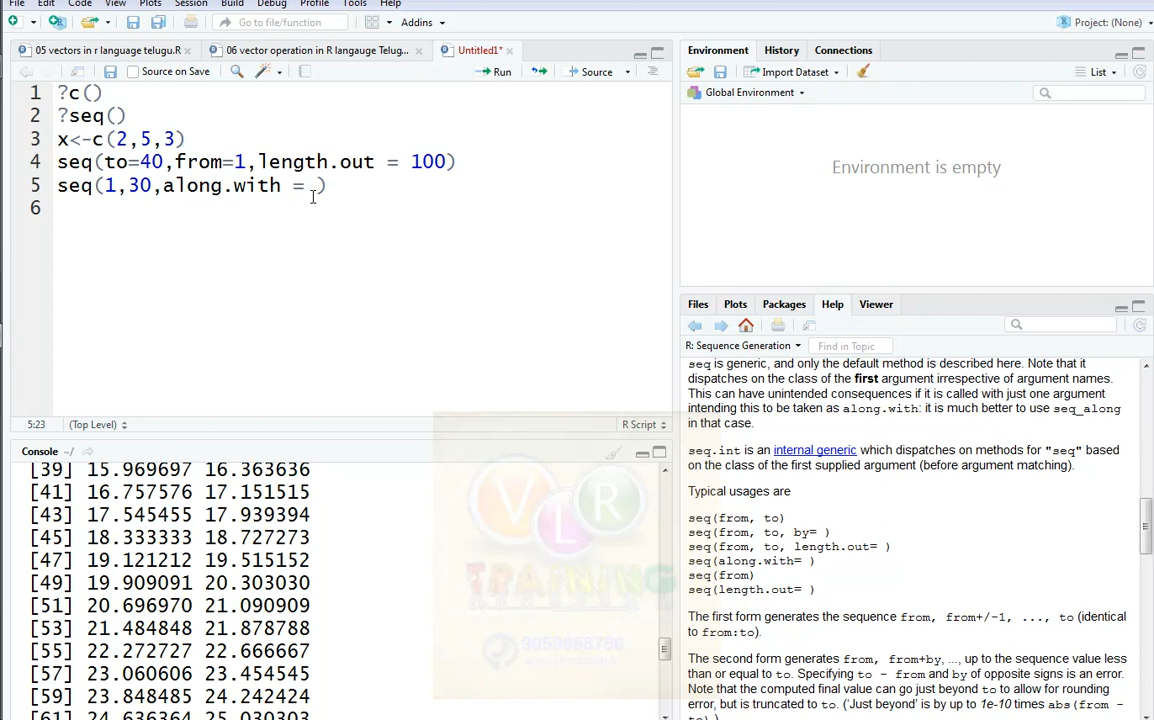 File Edit Code View Plots Session Build Debug Profile Tools Help
Go to file/function
Addins
Project: (None)
05 vectors in r language telugu.R
06 vector operation in R langauge Telug...
Untitled1*
Source on Save
Run
Source
1 ?c()
2 ?seq()
3 x<-c(2,5,3)
4 seq(to=40,from=1,length.out = 100)
5 seq(1,30,along.with = )
6
5:23 (Top Level) R Script
Console ~/
[39] 15.969697 16.363636
[41] 16.757576 17.151515
[43] 17.545455 17.939394
[45] 18.333333 18.727273
[47] 19.121212 19.515152
[49] 19.909091 20.303030
[51] 20.696970 21.090909
[53] 21.484848 21.878788
[55] 22.272727 22.666667
[57] 23.060606 23.454545
[59] 23.848485 24.242424
[61] 24.636364 25.030303
VLR
TRAINING
9059868766
Environment History Connections
Import Dataset List
Global Environment
Environment is empty
Files Plots Packages Help Viewer
R: Sequence Generation Find in Topic
seq is generic, and only the default method is described here. Note that it
dispatches on the class of the first argument irrespective of argument names.
This can have unintended consequences if it is called with just one argument
intending this to be taken as along.with: it is much better to use seq_along
in that case.
seq.int is an internal generic which dispatches on methods for "seq" based
on the class of the first supplied argument (before argument matching).
Typical usages are
seq(from, to)
seq(from, to, by= )
seq(from, to, length.out= )
seq(along.with= )
seq(from)
seq(length.out= )
The first form generates the sequence from, from+/-1, ..., to (identical
to from:to).
The second form generates from, from+by, ..., up to the sequence value less
than or equal to to. Specifying to - from and by of opposite signs is an error.
Note that the computed final value can go just beyond to to allow for rounding
error, but is truncated to to. (‘Just beyond’ is by up to 1e-10 times abs(from -
to).)